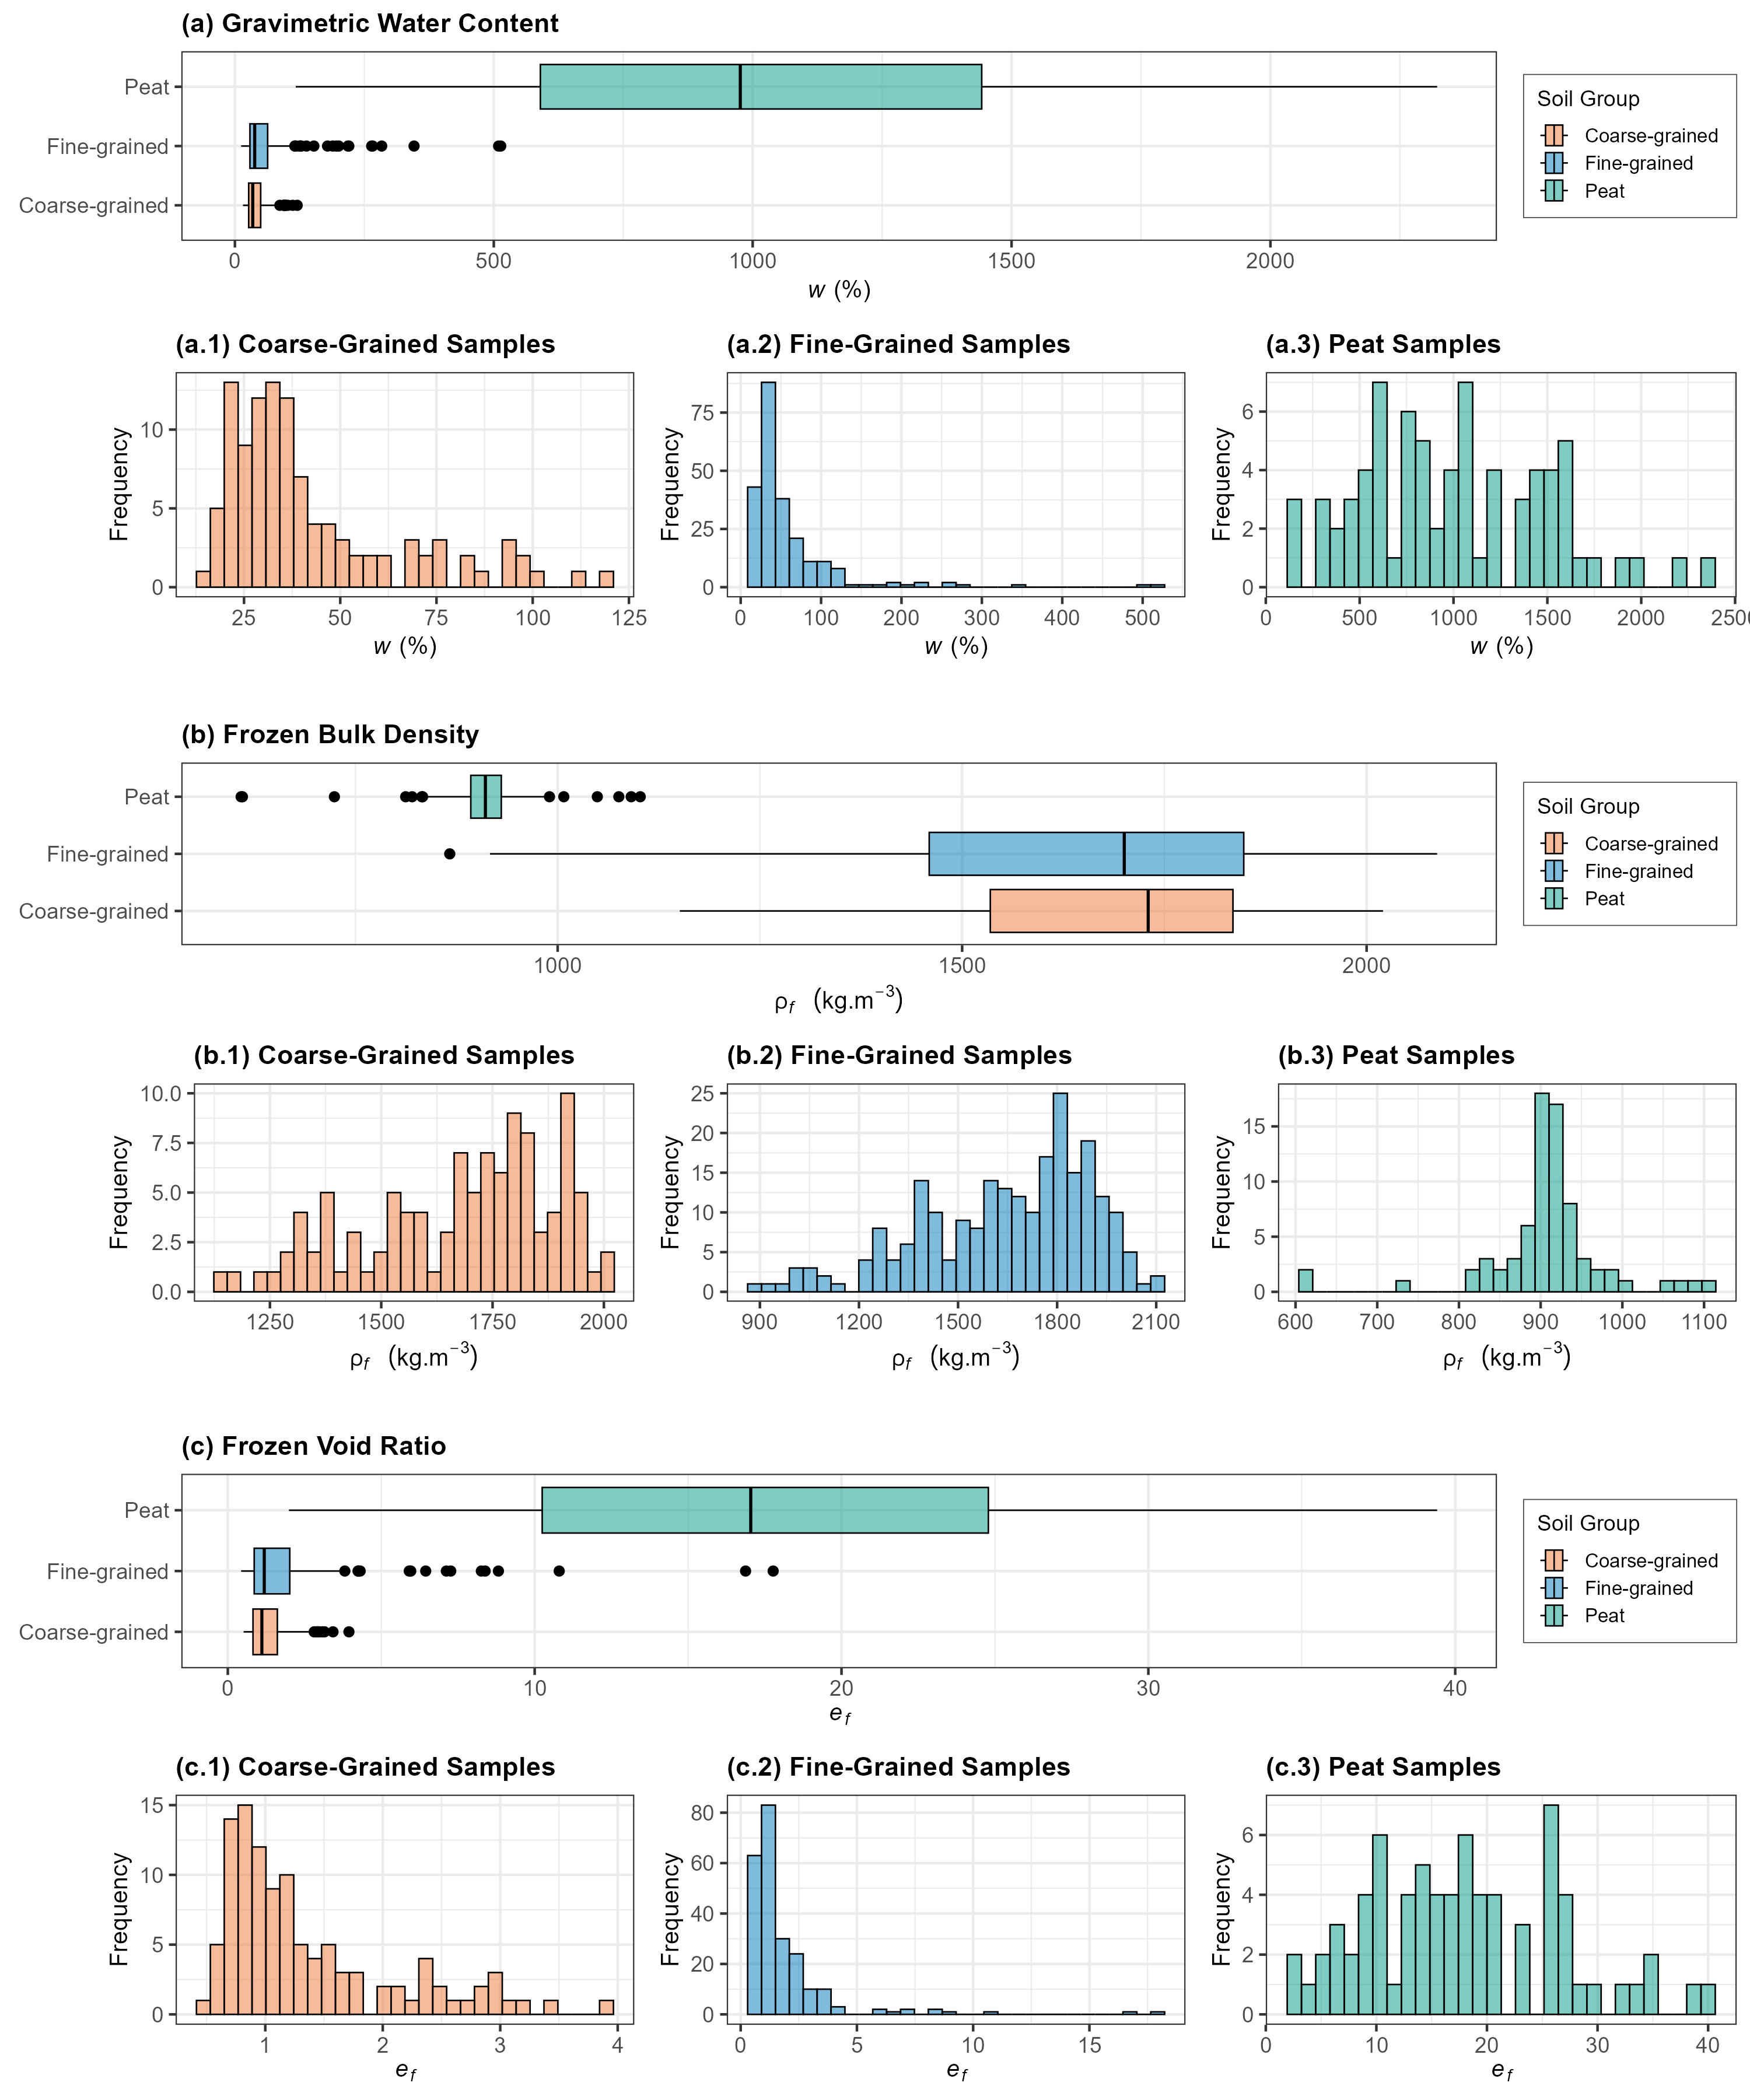 (a) Gravimetric Water Content
Peat
Fine-grained
Coarse-grained
0 500 1000 1500 2000
w (%)
Soil Group
Coarse-grained
Fine-grained
Peat
(a.1) Coarse-Grained Samples
Frequency
10
5
0
25 50 75 100 125
w (%)
(a.2) Fine-Grained Samples
Frequency
75
50
25
0
0 100 200 300 400 500
w (%)
(a.3) Peat Samples
Frequency
6
4
2
0
0 500 1000 1500 2000 2500
w (%)
(b) Frozen Bulk Density
Peat
Fine-grained
Coarse-grained
1000 1500 2000
ρf (kg.m−3)
Soil Group
Coarse-grained
Fine-grained
Peat
(b.1) Coarse-Grained Samples
Frequency
10.0
7.5
5.0
2.5
0.0
1250 1500 1750 2000
ρf (kg.m−3)
(b.2) Fine-Grained Samples
Frequency
25
20
15
10
5
0
900 1200 1500 1800 2100
ρf (kg.m−3)
(b.3) Peat Samples
Frequency
15
10
5
0
600 700 800 900 1000 1100
ρf (kg.m−3)
(c) Frozen Void Ratio
Peat
Fine-grained
Coarse-grained
0 10 20 30 40
ef
Soil Group
Coarse-grained
Fine-grained
Peat
(c.1) Coarse-Grained Samples
Frequency
15
10
5
0
1 2 3 4
ef
(c.2) Fine-Grained Samples
Frequency
80
60
40
20
0
0 5 10 15
ef
(c.3) Peat Samples
Frequency
6
4
2
0
0 10 20 30 40
ef